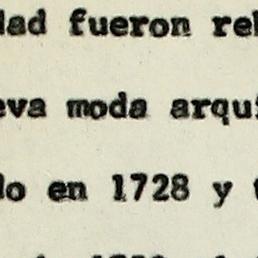 dad fueron
eva moda
do en 1728 y